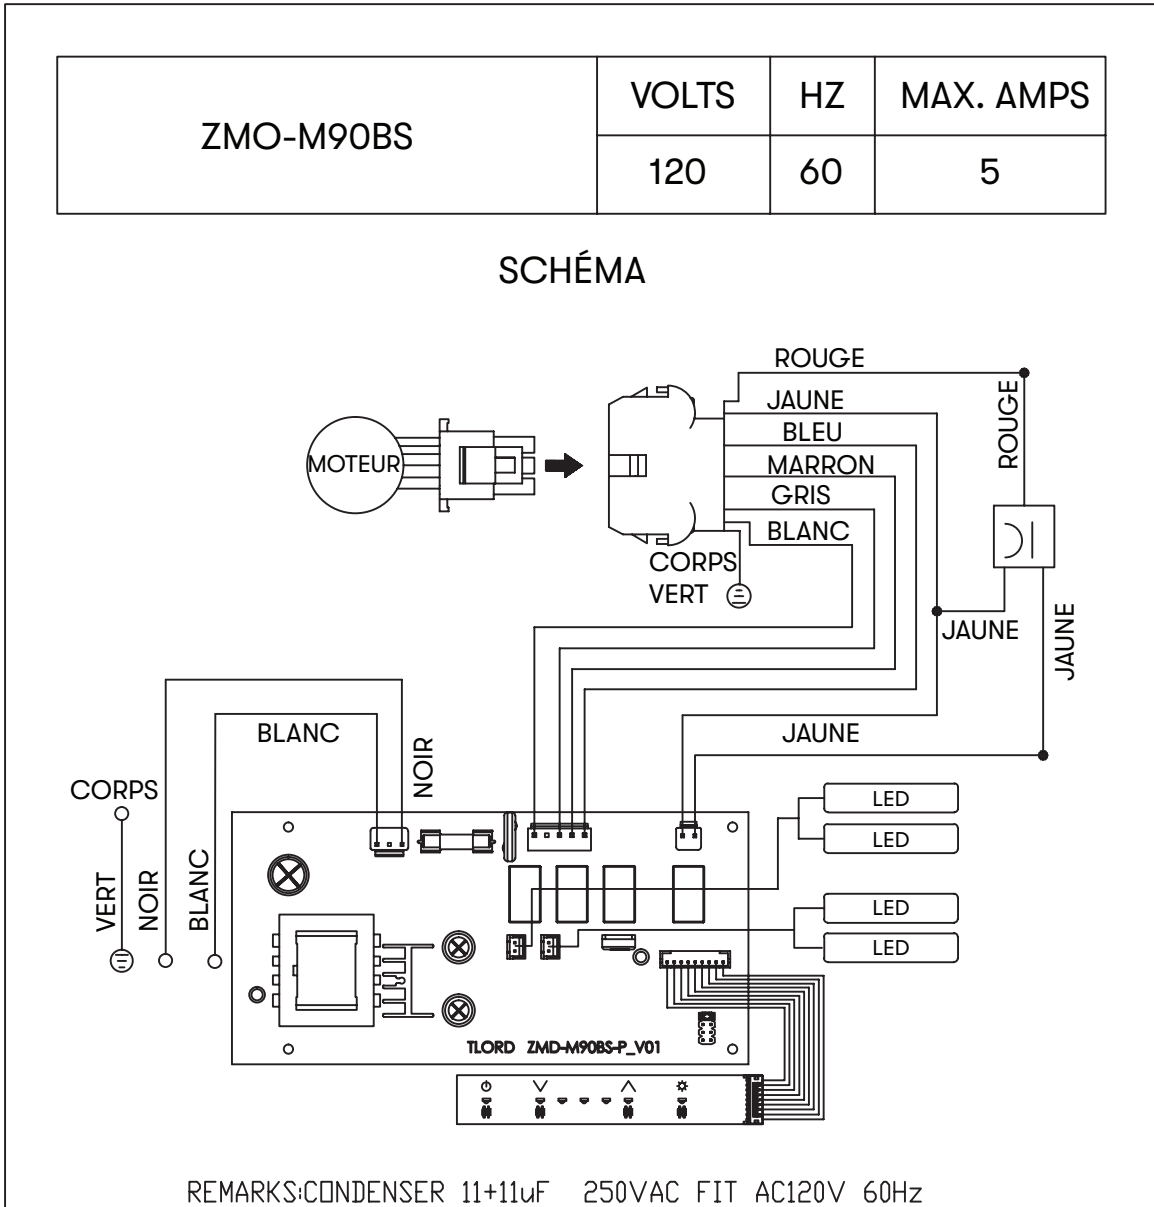 ZMO-M90BS
VOLTS
HZ
MAX. AMPS
120
60
5
SCHÉMA
ROUGE
JAUNE
BLEU
MARRON
GRIS
BLANC
CORPS
VERT
MOTEUR
ROUGE
JAUNE
JAUNE
JAUNE
BLANC
NOIR
CORPS
VERT
NOIR
BLANC
LED
LED
LED
LED
TLORD ZMD-M90BS-P_V01
REMARKS:CONDENSER 11+11uF 250VAC FIT AC120V 60Hz